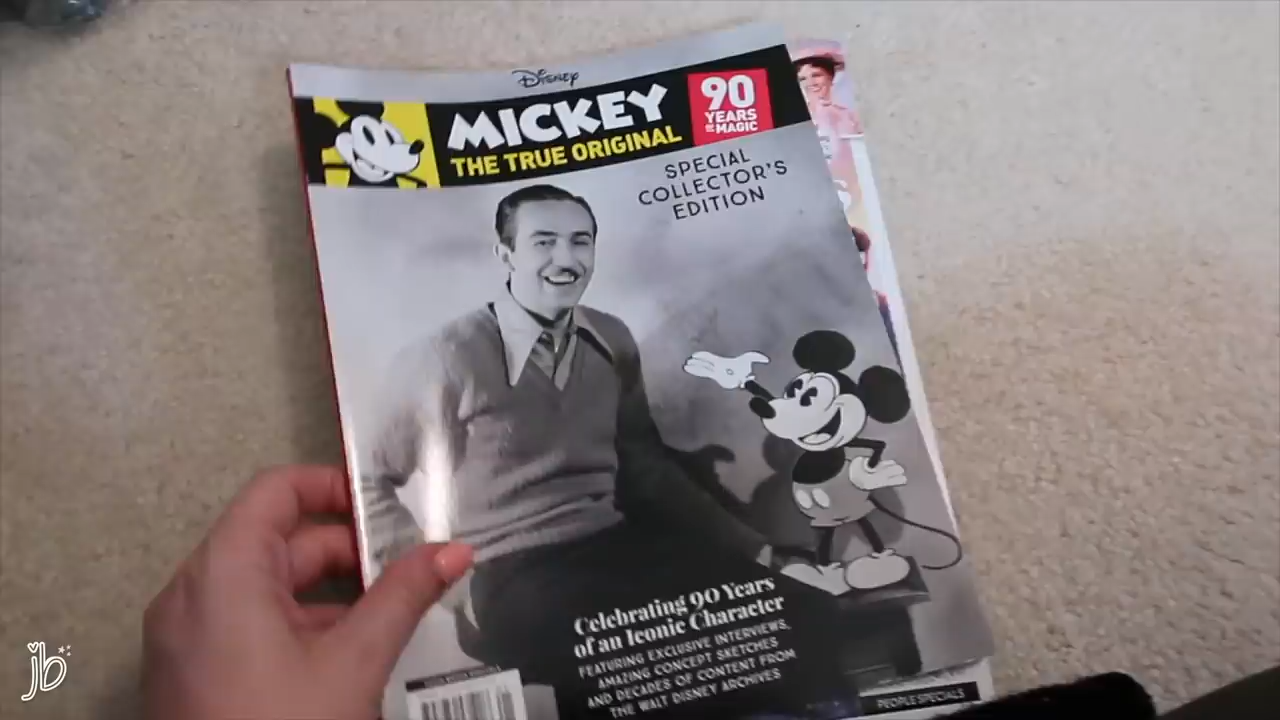 Disney
MICKEY
THE TRUE ORIGINAL
90
YEARS
OF MAGIC
SPECIAL
COLLECTOR'S
EDITION
Celebrating 90 Years
of an Iconic Character
FEATURING EXCLUSIVE INTERVIEWS,
AMAZING CONCEPT SKETCHES
AND DECADES OF CONTENT FROM
THE WALT DISNEY ARCHIVES
PEOPLE SPECIALS
jb